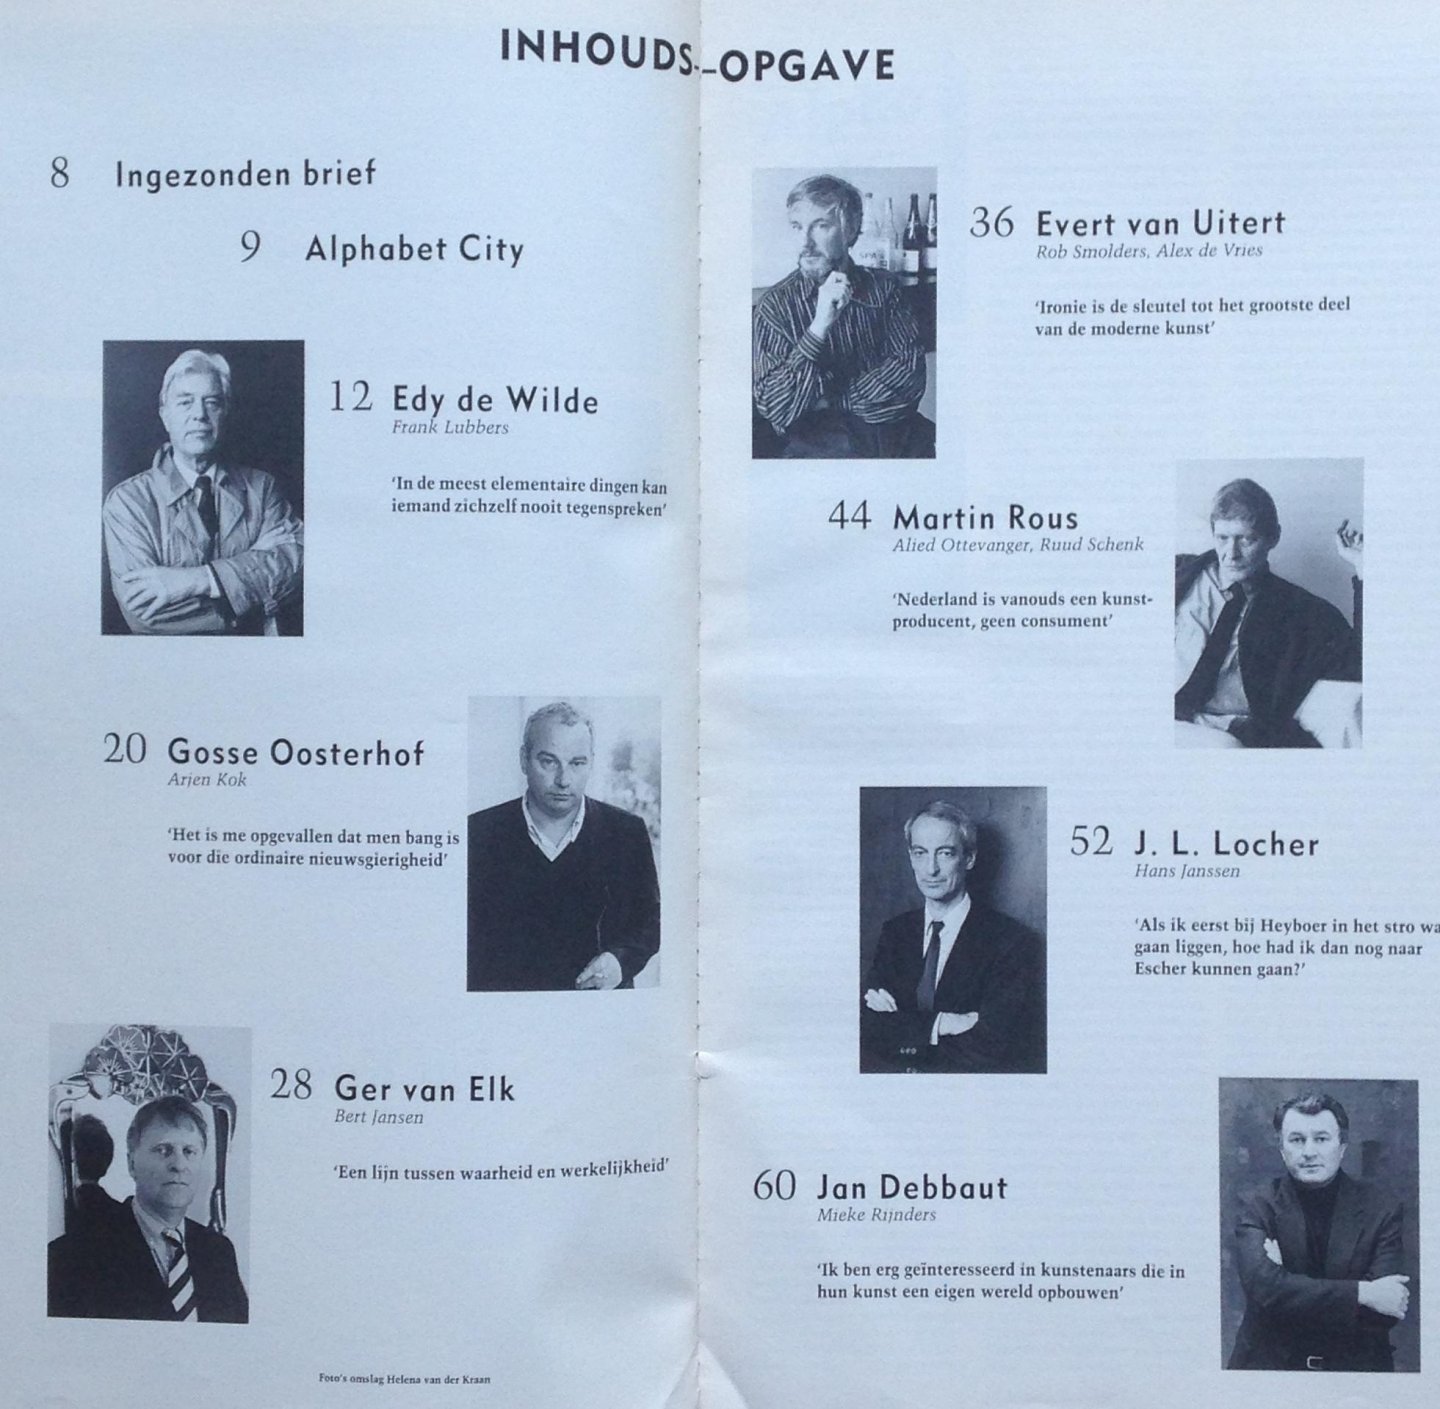 INHOUDS-OPGAVE
8 Ingezonden brief
9 Alphabet City
12 Edy de Wilde
Frank Lubbers
‘In de meest elementaire dingen kan
iemand zichzelf nooit tegenspreken’
20 Gosse Oosterhof
Arjen Kok
‘Het is me opgevallen dat men bang is
voor die ordinaire nieuwsgierigheid’
28 Ger van Elk
Bert Jansen
‘Een lijn tussen waarheid en werkelijkheid’
Foto's omslag Helena van der Kraan
36 Evert van Uitert
Rob Smolders, Alex de Vries
‘Ironie is de sleutel tot het grootste deel
van de moderne kunst’
SPA
44 Martin Rous
Alied Ottevanger, Ruud Schenk
‘Nederland is vanouds een kunst-
producent, geen consument’
52 J. L. Locher
Hans Janssen
‘Als ik eerst bij Heyboer in het stro wa
gaan liggen, hoe had ik dan nog naar
Escher kunnen gaan?’
60 Jan Debbaut
Mieke Rijnders
‘Ik ben erg geïnteresseerd in kunstenaars die in
hun kunst een eigen wereld opbouwen’